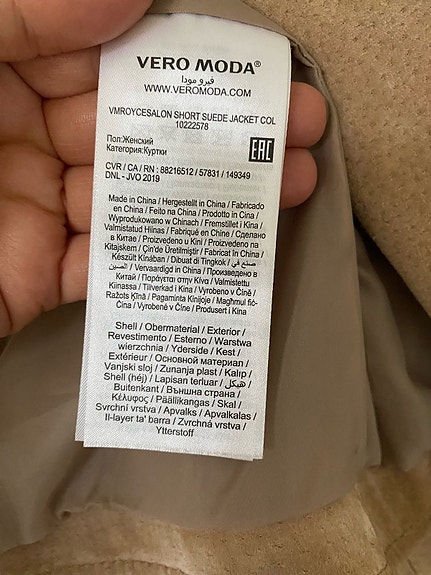 VERO MODA®
فيرو مودا
WWW.VEROMODA.COM
VMROYCESALON SHORT SUEDE JACKET COL
10222578
Пол:Женский
Категория:Куртки
EAC
CVR / CA / RN : 88216512 / 57831 / 149349
DNL - JVO 2019
Made in China / Hergestellt in China / Fabricado
en China / Feito na China / Prodotto in Cina /
Wyprodukowano w Chinach / Fremstillet i Kina /
Valmistatud Hiinas / Fabriqué en Chine / Сделано
в Китае / Proizvedeno u Kini / Proizvedeno na
Kitajskem / Çin'de Üretilmiştir / Fabricat în China /
Készült Kínában / Dibuat di Tiongkok / صنع في
الصين / Vervaardigd in China / Произведено в
Китай / Παράγεται στην Κίνα / Valmistettu
Kiinassa / Tillverkad i Kina / Vyrobeno v Číně /
Ražots Ķīnā / Pagaminta Kinijoje / Magħmul fiċ-
Ċina / Vyrobené v Číne / Produsert i Kina
Shell / Obermaterial / Exterior /
Revestimento / Esterno / Warstwa
wierzchnia / Yderside / Kest /
Extérieur / Основной материал /
Vanjski sloj / Zunanja plast / Kalıp /
Shell (héj) / Lapisan terluar / هيكل /
Buitenkant / Външна страна /
Κέλυφος / Päällikangas / Skal /
Svrchní vrstva / Apvalks / Apvalkalas /
Il-layer ta' barra / Zvrchná vrstva /
Ytterstoff